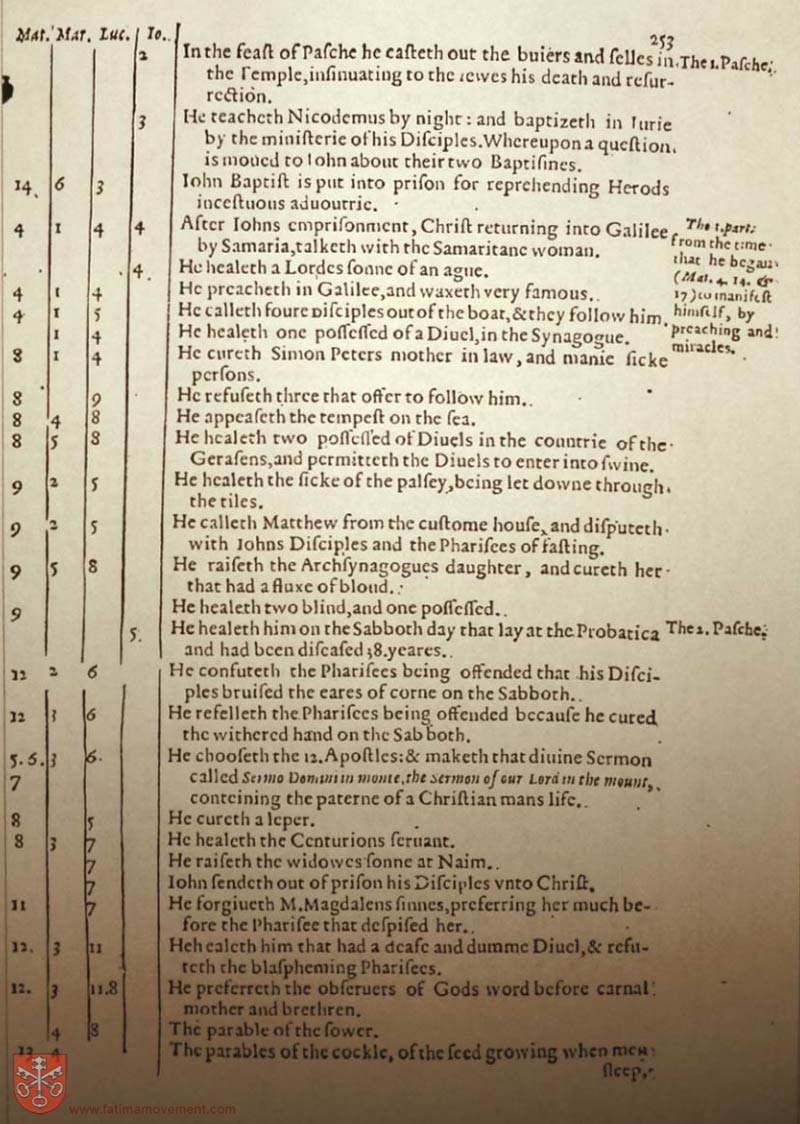 Mat. Mar. Luc. Io.
253
2 In the feaſt of Paſche he caſteth out the buiers and ſelles in The 1. Paſche:
the Temple, inſinuating to the Iewes his death and reſur-
rection.
3 He teacheth Nicodemus by night: and baptizeth in Iurie
by the miniſterie of his Diſciples. Whereupon a queſtion
is moued to Iohn about their two Baptiſmes.
14. 6 3 Iohn Baptiſt is put into priſon for reprehending Herods
inceſtuous aduoutrie.
4 1 4 4 After Iohns empriſonment, Chriſt returning into Galilee The 1. part:
by Samaria, talketh with the Samaritane woman. from the time
4. He healeth a Lordes ſonne of an ague. that he began
4 1 4 He preacheth in Galilee, and waxeth very famous. (Mat. 4, 14. &
17) to manifeſt
4 1 5 He calleth foure Diſciples out of the boat, & they follow him. himſelf, by
1 4 He healeth one poſſeſſed of a Diuel, in the Synagogue. preaching and
8 1 4 He cureth Simon Peters mother in law, and manie ſicke miracles.
perſons.
8 9 He refuſeth three that offer to follow him.
8 4 8 He appeaſeth the tempeſt on the ſea.
8 5 8 He healeth two poſſeſſed of Diuels in the countrie of the
Geraſens, and permitteth the Diuels to enter into ſwine.
9 2 5 He healeth the ſicke of the palſey, being let downe through
the tiles.
9 2 5 He calleth Matthew from the cuſtome houſe, and diſputeth
with Iohns Diſciples and the Phariſees of faſting.
9 5 8 He raiſeth the Archſynagogues daughter, and cureth her
that had a fluxe of bloud.
9 He healeth two blind, and one poſſeſſed.
5. He healeth him on the Sabboth day that lay at the Probatica The 2. Paſche:
and had been diſeaſed 38. yeares.
12 2 6 He confuteth the Phariſees being offended that his Diſci-
ples bruiſed the eares of corne on the Sabboth.
12 3 6 He refelleth the Phariſees being offended becauſe he cured
the withered hand on the Sabboth.
5. 6. 3 6. He chooſeth the 12. Apoſtles: & maketh that diuine Sermon
7 called Sermo Domini in monte, the sermon of our Lord in the mount,
conteining the paterne of a Chriſtian mans life.
8 5 He cureth a leper.
8 3 7 He healeth the Centurions ſeruant.
7 He raiſeth the widowes ſonne at Naim.
7 Iohn ſendeth out of priſon his Diſciples vnto Chriſt.
11 7 He forgiueth M. Magdalens ſinnes, preferring her much be-
fore the Phariſee that deſpiſed her.
12. 3 11 Heh ealeth him that had a deafe and dumme Diuel, & refu-
teth the blaſpheming Phariſees.
12. 3 11.8 He preferreth the obſeruers of Gods word before carnal
mother and brethren.
4 8 The parable of the ſower.
4 The parables of the cockle, of the ſeed growing when men
ſleep,
www.fatimamovement.com